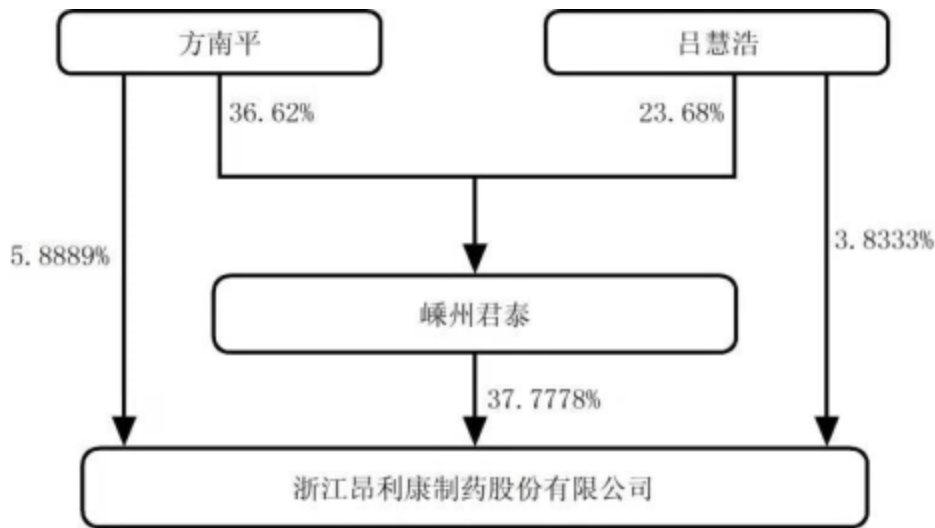 方南平
吕慧浩
36.62%
23.68%
5.8889%
3.8333%
嵊州君泰
37.7778%
浙江昂利康制药股份有限公司